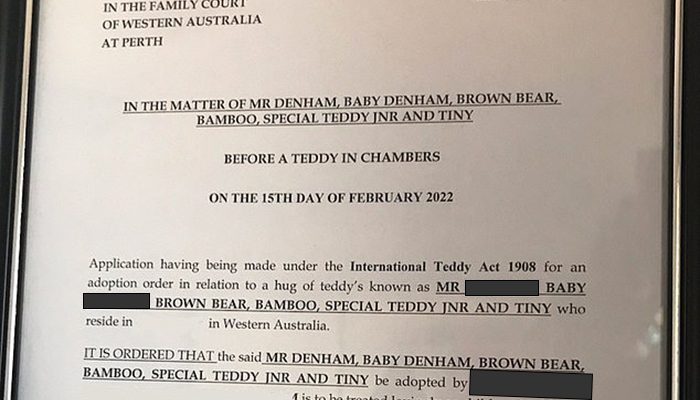 IN THE FAMILY COURT
OF WESTERN AUSTRALIA
AT PERTH
IN THE MATTER OF MR DENHAM, BABY DENHAM, BROWN BEAR,
BAMBOO, SPECIAL TEDDY JNR AND TINY
BEFORE A TEDDY IN CHAMBERS
ON THE 15TH DAY OF FEBRUARY 2022
Application having being made under the International Teddy Act 1908 for an
adoption order in relation to a hug of teddy's known as MR BABY
BROWN BEAR, BAMBOO, SPECIAL TEDDY JNR AND TINY who
reside in in Western Australia.
IT IS ORDERED THAT the said MR DENHAM, BABY DENHAM, BROWN BEAR,
BAMBOO, SPECIAL TEDDY JNR AND TINY be adopted by
is to be treated